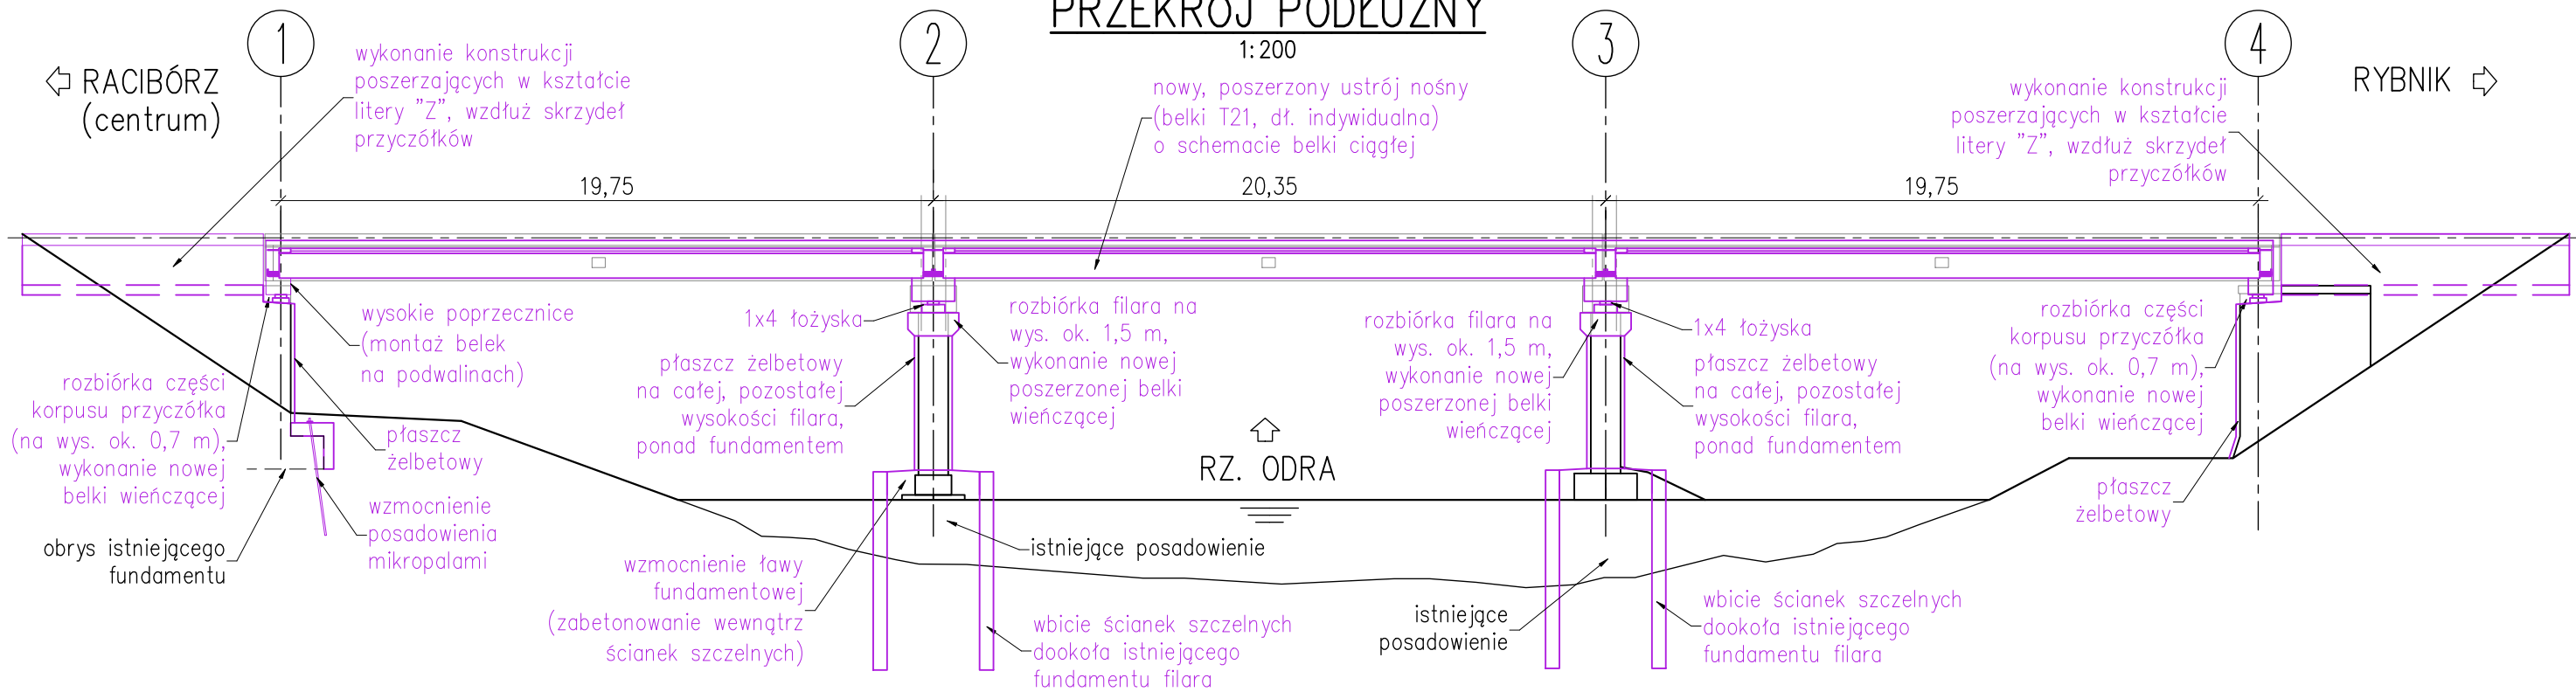 PRZEKRÓJ PODŁUŻNY
1:200
1
2
3
4
RACIBÓRZ
(centrum)
RYBNIK
wykonanie konstrukcji
poszerzających w kształcie
litery "Z", wzdłuż skrzydeł
przyczółków
nowy, poszerzony ustrój nośny
(belki T21, dł. indywidualna)
o schemacie belki ciągłej
wykonanie konstrukcji
poszerzających w kształcie
litery "Z", wzdłuż skrzydeł
przyczółków
19,75
20,35
19,75
rozbiórka części
korpusu przyczółka
(na wys. ok. 0,7 m),
wykonanie nowej
belki wieńczącej
obrys istniejącego
fundamentu
wysokie poprzecznice
(montaż belek
na podwalinach)
płaszcz
żelbetowy
wzmocnienie
posadowienia
mikropalami
1x4 łożyska
płaszcz żelbetowy
na całej, pozostałej
wysokości filara,
ponad fundamentem
wzmocnienie ławy
fundamentowej
(zabetonowanie wewnątrz
ścianek szczelnych)
rozbiórka filara na
wys. ok. 1,5 m,
wykonanie nowej
poszerzonej belki
wieńczącej
istniejące posadowienie
wbicie ścianek szczelnych
dookoła istniejącego
fundamentu filara
RZ. ODRA
rozbiórka filara na
wys. ok. 1,5 m,
wykonanie nowej
poszerzonej belki
wieńczącej
istniejące
posadowienie
1x4 łożyska
płaszcz żelbetowy
na całej, pozostałej
wysokości filara,
ponad fundamentem
wbicie ścianek szczelnych
dookoła istniejącego
fundamentu filara
rozbiórka części
korpusu przyczółka
(na wys. ok. 0,7 m),
wykonanie nowej
belki wieńczącej
płaszcz
żelbetowy